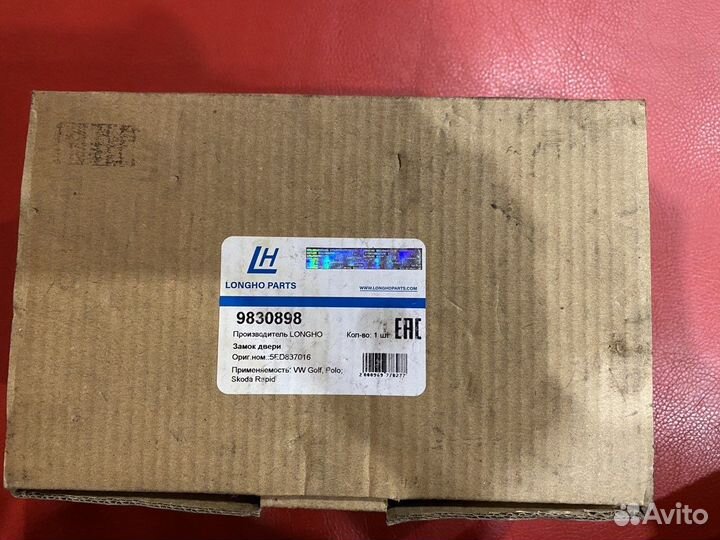 LH
LONGHO PARTS
WWW.LONGHOPARTS.COM
9830898
Производитель LONGHO
Кол-во: 1 шт
EAC
Замок двери
Ориг.ном.:5ED837016
Применяемость: VW Golf, Polo;
Skoda Rapid
Avito